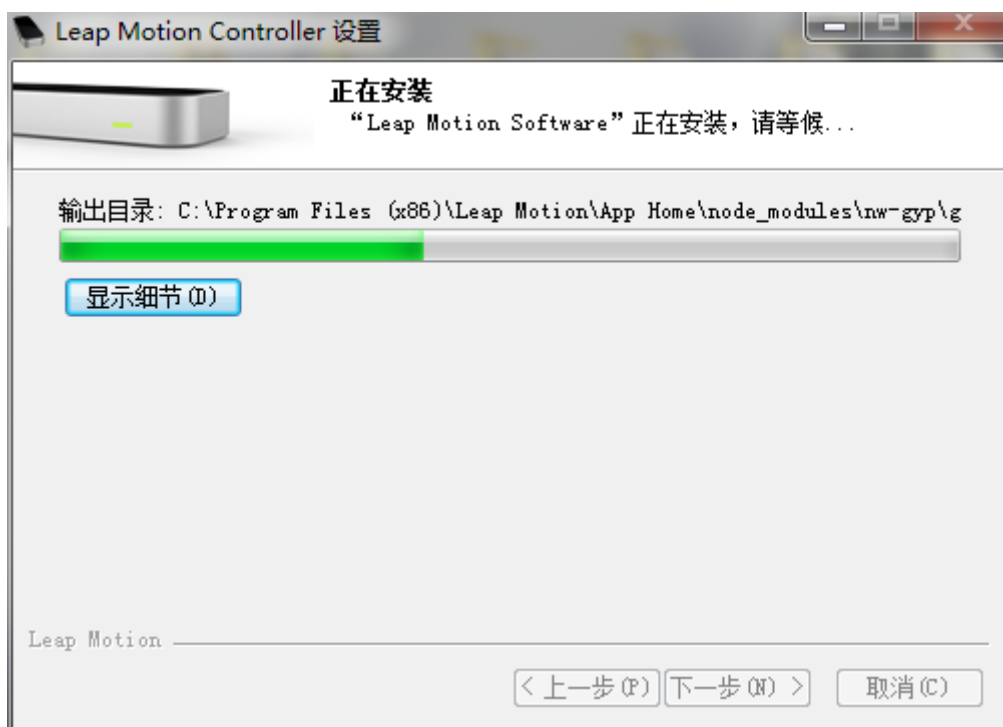 Leap Motion Controller 设置
正在安装
“Leap Motion Software”正在安装，请等候...
输出目录: C:\Program Files (x86)\Leap Motion\App Home\node_modules\nw-gyp\g
显示细节(D)
Leap Motion
< 上一步(P) 下一步(N) > 取消(C)